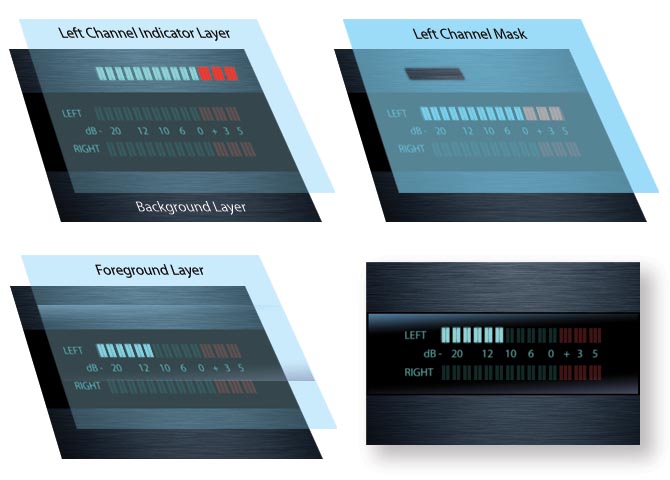 Left Channel Indicator Layer
LEFT
dB - 20 12 10 6 0 + 3 5
RIGHT
Background Layer
Left Channel Mask
LEFT
dB - 20 12 10 6 0 + 3 5
RIGHT
Foreground Layer
LEFT
dB - 20 12 10 6 0 + 3 5
RIGHT
LEFT
dB - 20 12 10 6 0 + 3 5
RIGHT